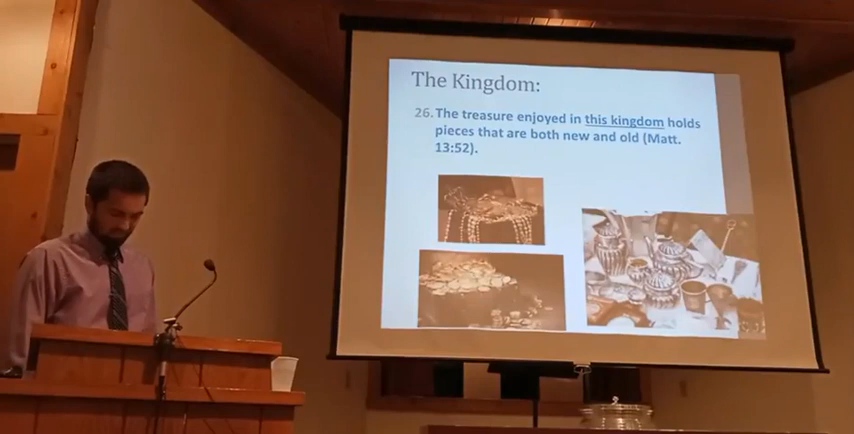 The Kingdom:
26. The treasure enjoyed in this kingdom holds
pieces that are both new and old (Matt.
13:52).